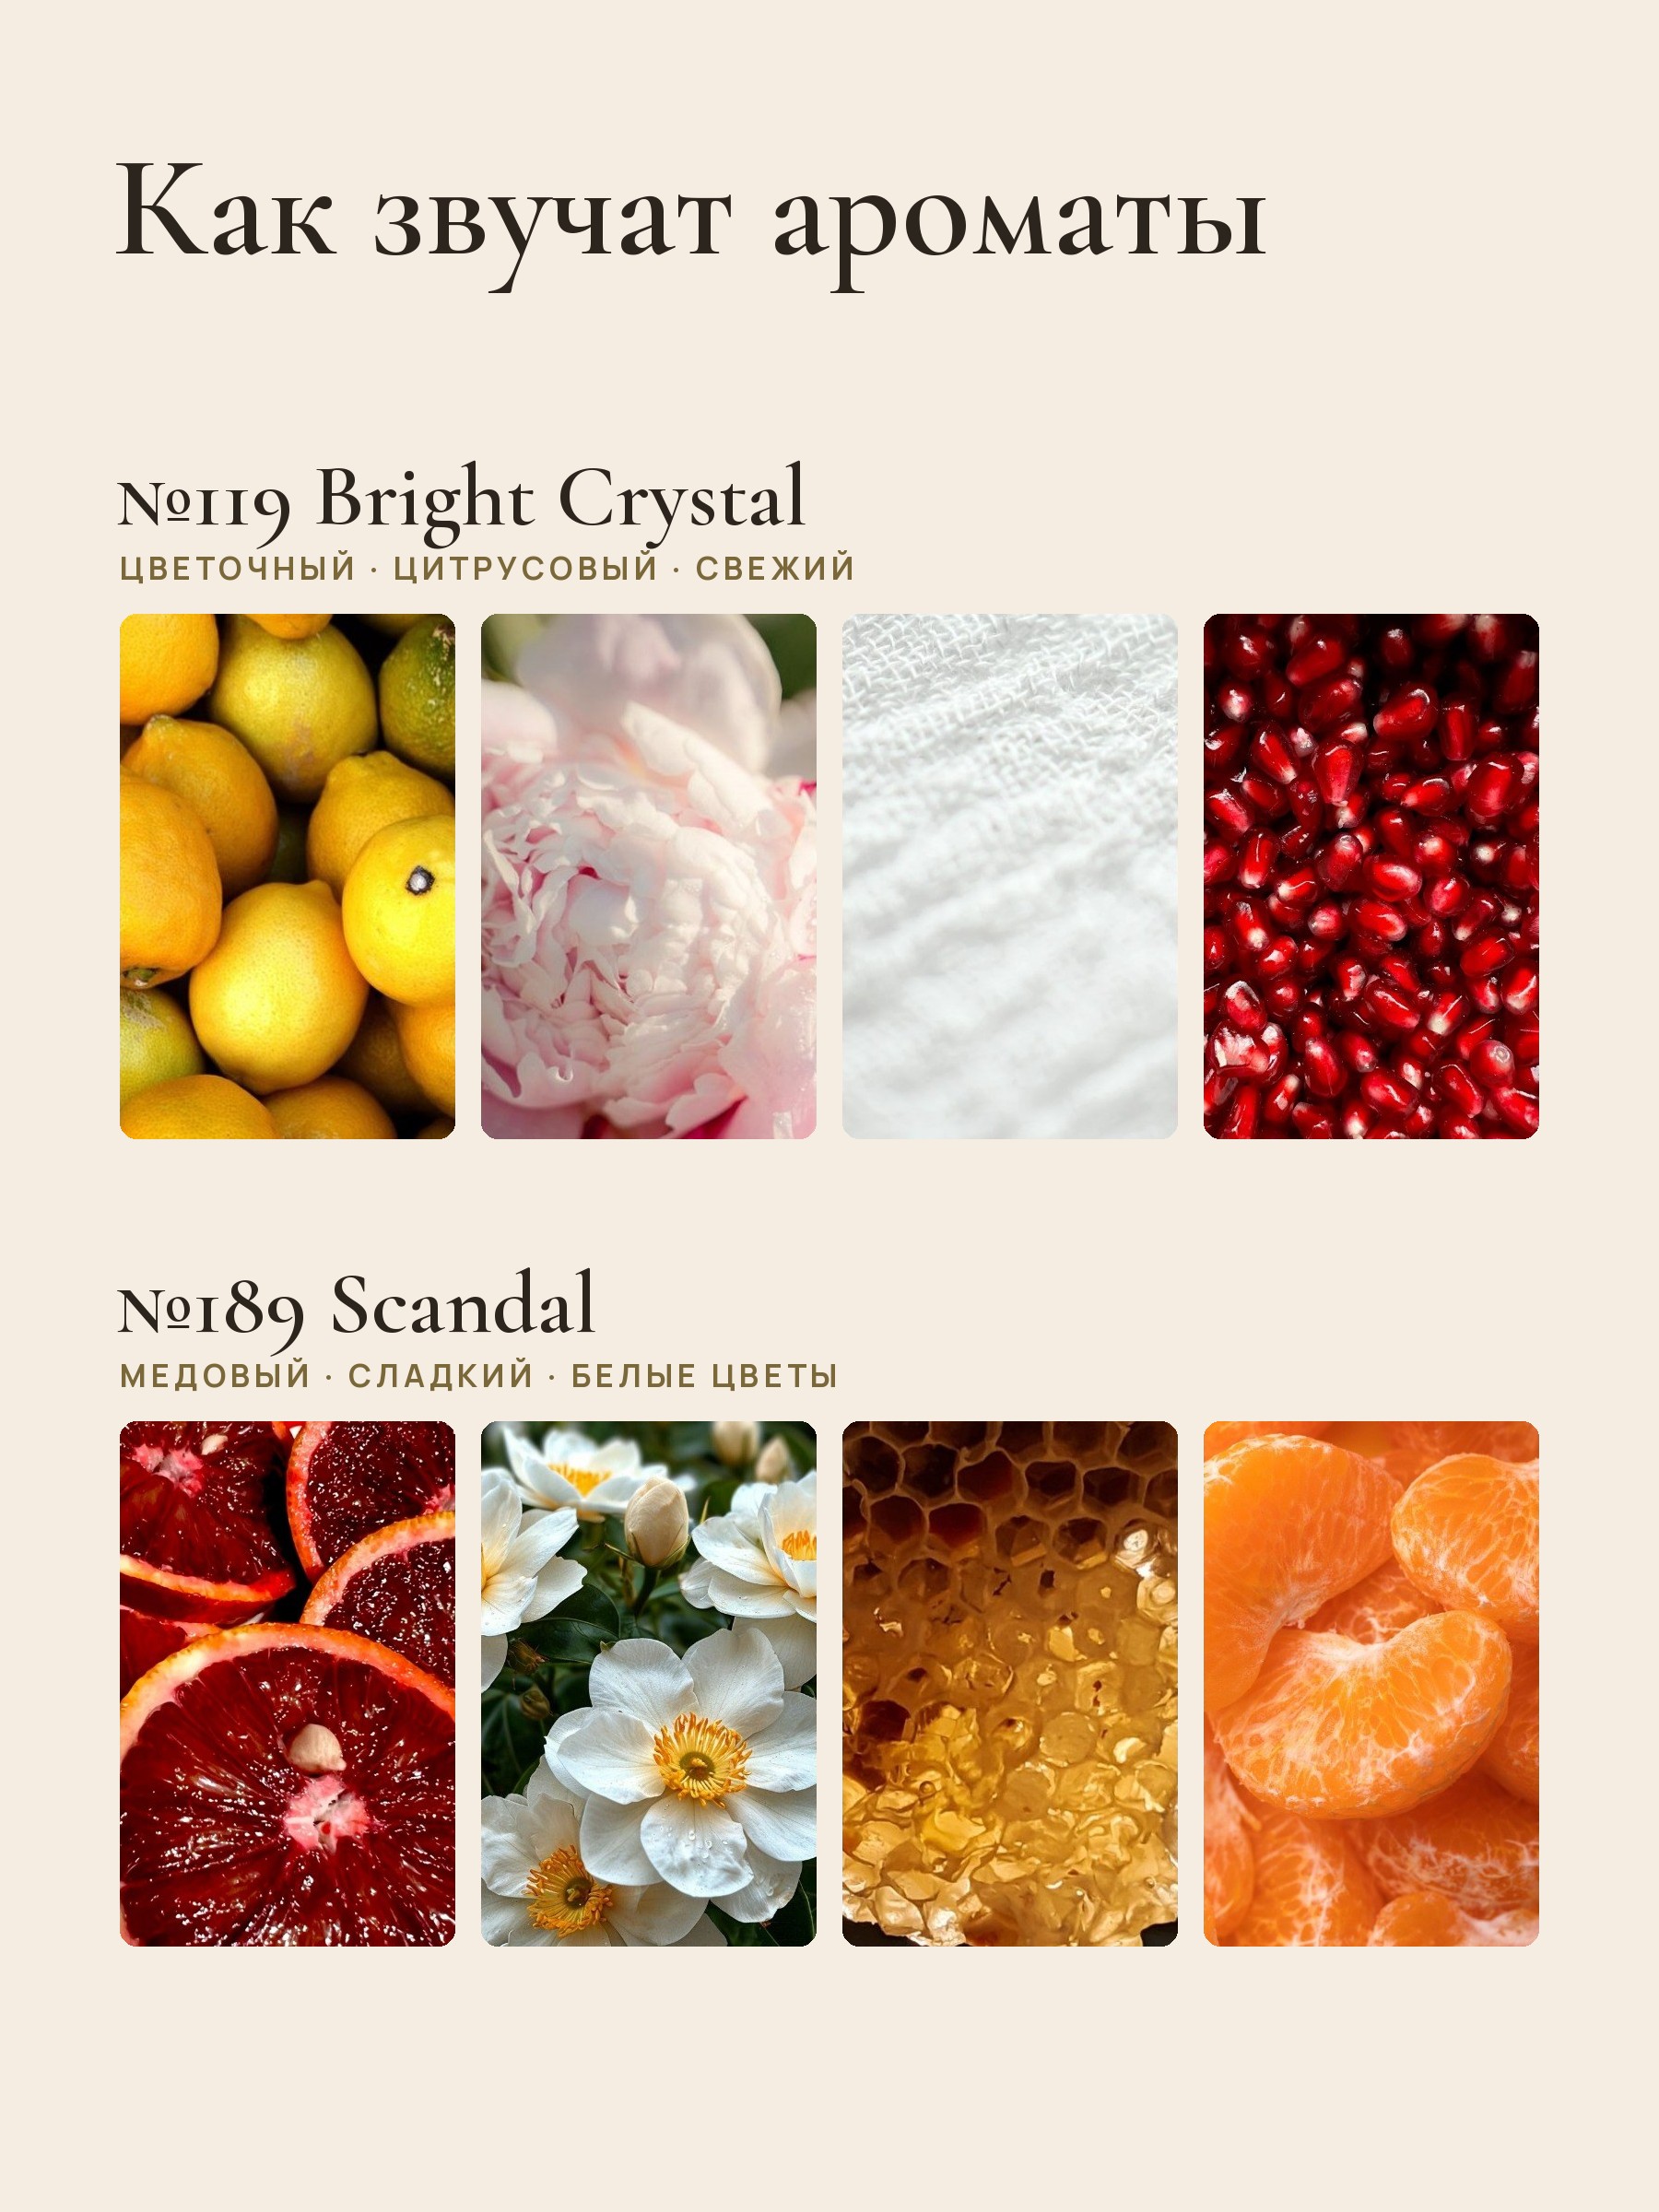 Как звучат ароматы
№119 Bright Crystal
ЦВЕТОЧНЫЙ · ЦИТРУСОВЫЙ · СВЕЖИЙ
№189 Scandal
МЕДОВЫЙ · СЛАДКИЙ · БЕЛЫЕ ЦВЕТЫ